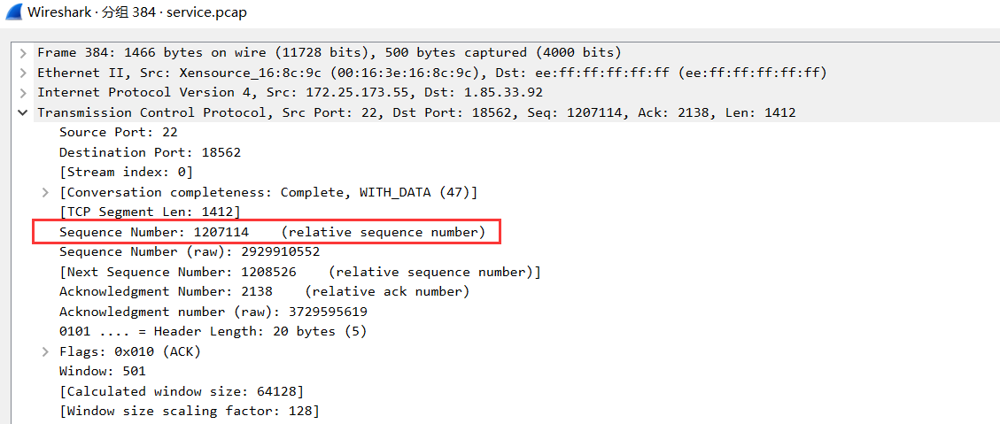 Wireshark · 分组 384 · service.pcap
Frame 384: 1466 bytes on wire (11728 bits), 500 bytes captured (4000 bits)
Ethernet II, Src: Xensource_16:8c:9c (00:16:3e:16:8c:9c), Dst: ee:ff:ff:ff:ff:ff (ee:ff:ff:ff:ff:ff)
Internet Protocol Version 4, Src: 172.25.173.55, Dst: 1.85.33.92
Transmission Control Protocol, Src Port: 22, Dst Port: 18562, Seq: 1207114, Ack: 2138, Len: 1412
Source Port: 22
Destination Port: 18562
[Stream index: 0]
[Conversation completeness: Complete, WITH_DATA (47)]
[TCP Segment Len: 1412]
Sequence Number: 1207114    (relative sequence number)
Sequence Number (raw): 2929910552
[Next Sequence Number: 1208526    (relative sequence number)]
Acknowledgment Number: 2138    (relative ack number)
Acknowledgment number (raw): 3729595619
0101 .... = Header Length: 20 bytes (5)
Flags: 0x010 (ACK)
Window: 501
[Calculated window size: 64128]
[Window size scaling factor: 128]